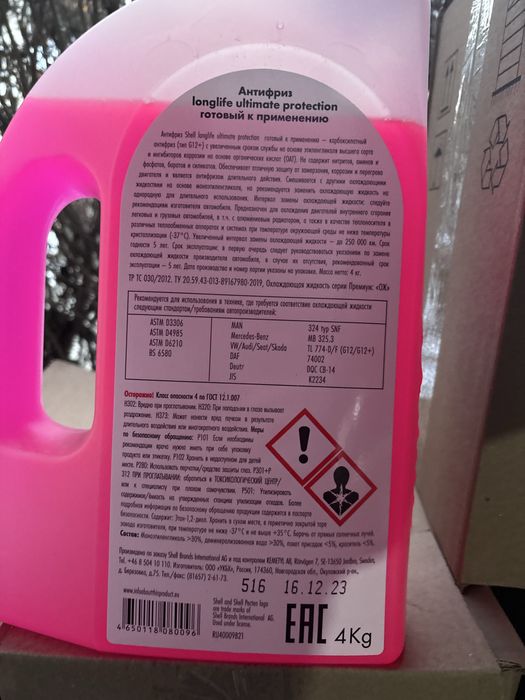 Антифриз
longlife ultimate protection
готовый к применению
Антифриз Shell longlife ultimate protection готовый к применению – карбоксилатный
антифриз (тип G12+) с увеличенным сроком службы на основе этиленгликоля высшего сорта
и ингибиторов коррозии на основе органических кислот (ОАТ). Не содержит нитритов, аминов и
фосфатов, боратов и силикатов. Обеспечивает отличную защиту от замерзания, коррозии и перегрева
двигателя и является антифризом длительного действия. Смешивается с другими охлаждающими
жидкостями на основе моноэтиленгликоля, но рекомендуется заменить охлаждающую жидкость на
однородную для длительного использования. Интервал замены охлаждающей жидкости: следуйте
рекомендациям изготовителя автомобиля. Предназначено для охлаждения двигателей внутреннего сгорания
легковых и грузовых автомобилей, в т.ч. с алюминиевым радиатором, а также в качестве теплоносителя в
различных теплообменных аппаратах и системах при температуре окружающей среды не ниже температуры
кристаллизации (-37°С). Увеличенный интервал замены охлаждающей жидкости – до 250 000 км. Срок
годности 5 лет. Срок эксплуатации: в первую очередь следует руководствоваться указаниями по замене
охлаждающей жидкости производителя автомобиля, в случае их отсутствия, рекомендованный срок
эксплуатации – 5 лет. Дата производства и номер партии указаны на упаковке. Масса нетто: 4 кг.
ТР ТС 030/2012. ТУ 20.59.43-013-89167980-2019, Охлаждающая жидкость серии Премиум: «ОЖ»
Рекомендуется для использования в технике, где требуется соответствие охлаждающей жидкости
следующим стандартам/требованиям автопроизводителей:
ASTM D3306 MAN 324 тур SNF
ASTM D4985 Mercedes-Benz MB 325.3
ASTM D6210 VW/Audi/Seat/Skoda TL 774-D/F (G12/G12+)
BS 6580 DAF 74002
Deutz DQC CB-14
JIS K2234
Осторожно! Класс опасности 4 по ГОСТ 12.1.007
H302: Вредно при проглатывании. H320: При попадании в глаза вызывает
раздражение. H373: Может нанести вред почкам в результате
длительного воздействия или многократного воздействия. Меры
по безопасному обращению: P101 Если необходима
рекомендация врача: нужно иметь при себе упаковку
продукта или этикетку. P102 Хранить в недоступном для детей
месте. P280: Использовать перчатки/средства защиты глаз. P301+P
312 ПРИ ПРОГЛАТЫВАНИИ: обратиться в ТОКСИКОЛОГИЧЕСКИЙ ЦЕНТР/
или к специалисту при плохом самочувствии. P501: Утилизировать
содержимое/емкость на утвержденных станциях утилизации отходов. Более
подробная информация по безопасному обращению продукции содержится в паспорте
безопасности. Содержит: Этан-1,2-диол. Хранить в сухом месте, в герметично закрытой таре
завода изготовителя, при температуре не ниже -37°С и не выше +35°С. Беречь от прямых солнечных лучей.
Состав: Моноэтиленгликоль >30%, деминерализованная вода >30%, пакет присадок <5%, краситель <5%.
Произведено по заказу Shell Brands International AG и под контролем KEMETYL AB, Rörvägen 7, SE-13650 Jordbro, Sweden,
Tel. +46 8 504 10 110. Изготовитель: ООО «УКБХ», Россия, 174360, Новгородская обл., Окуловский р-он,
д. Березовка, д.75. Тел./факс: (81657) 2-61-73.
516 16.12.23
www.infoaboutthisproduct.eu
4 650118 080096
Shell and Shell Pecten logo
are trade marks of
Shell Brands International AG.
Used under license.
RU40009821
EAC
4Kg